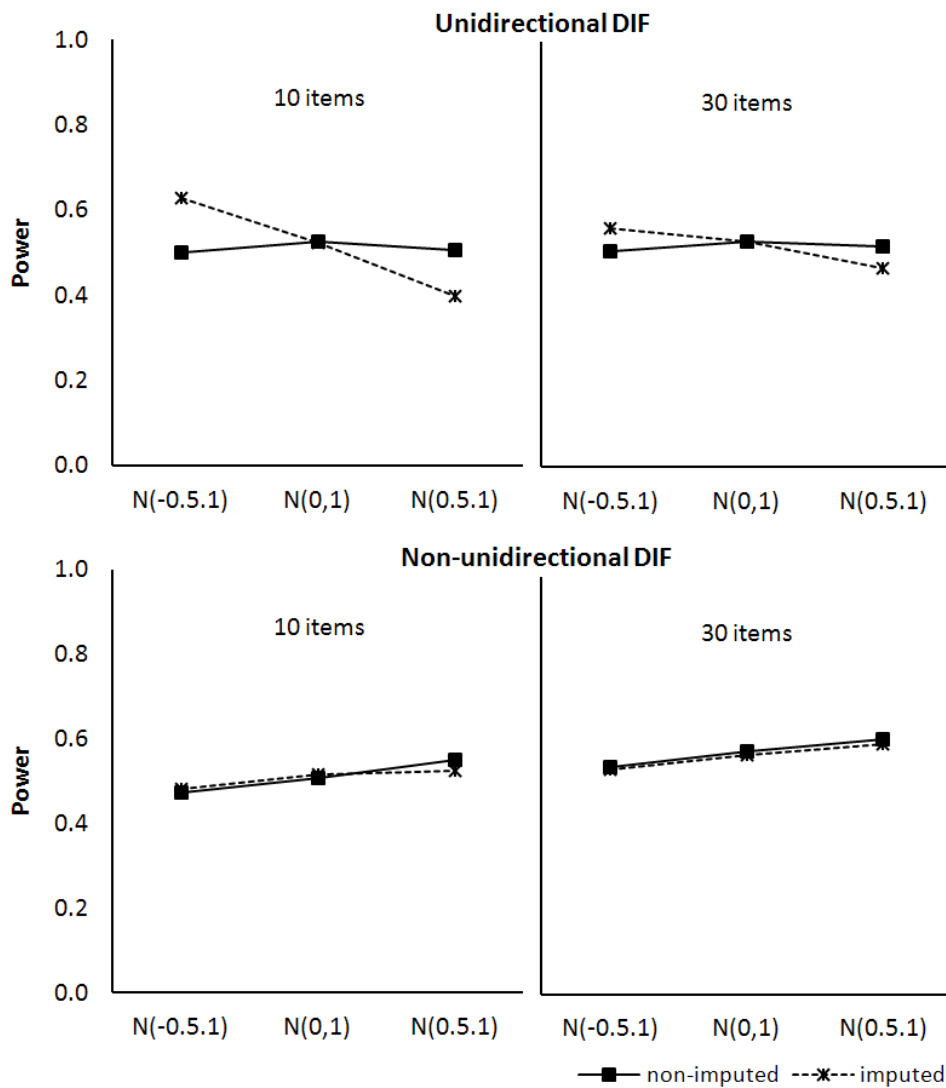 Unidirectional DIF
1.0
10 items
30 items
0.8
0.6
Power
0.4
0.2
0.0
N(-0.5.1) N(0,1) N(0.5.1) N(-0.5.1) N(0,1) N(0.5.1)
Non-unidirectional DIF
1.0
10 items
30 items
0.8
0.6
Power
0.4
0.2
0.0
N(-0.5.1) N(0,1) N(0.5.1) N(-0.5.1) N(0,1) N(0.5.1)
non-imputed imputed